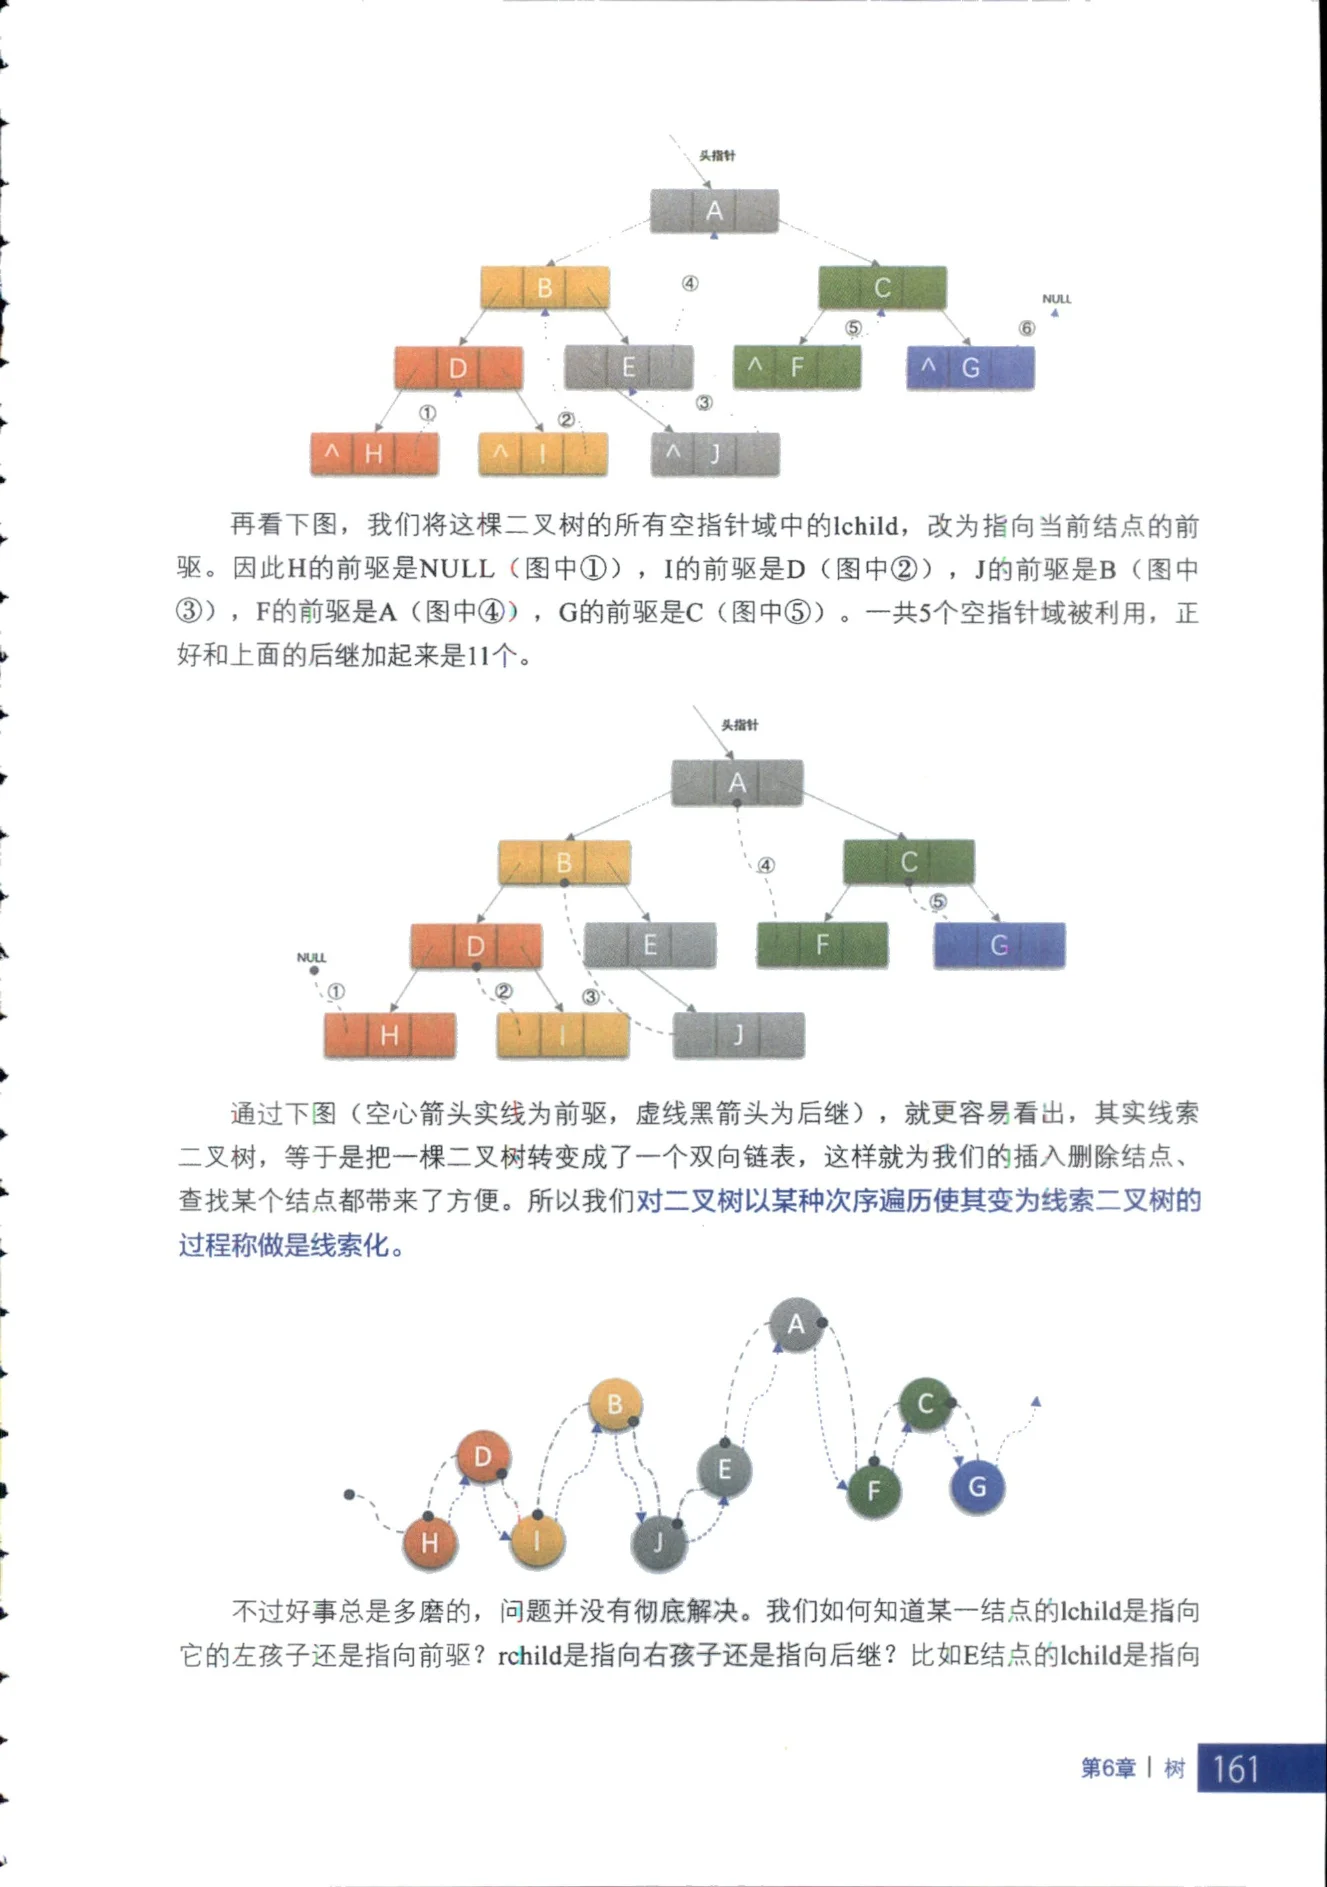 头指针
A
④
B
C
NULL
⑤
⑥
D
E
^ F
^ G
①
②
③
^ H
^ I
^ J
再看下图，我们将这棵二叉树的所有空指针域中的lchild，改为指向当前结点的前
驱。因此H的前驱是NULL（图中①），I的前驱是D（图中②），J的前驱是B（图中
③），F的前驱是A（图中④），G的前驱是C（图中⑤）。一共5个空指针域被利用，正
好和上面的后继加起来是11个。
头指针
A
B
④
C
⑤
D
E
F
G
NULL
①
②
③
H
I
J
通过下图（空心箭头实线为前驱，虚线黑箭头为后继），就更容易看出，其实线索
二叉树，等于是把一棵二叉树转变成了一个双向链表，这样就为我们的插入删除结点、
查找某个结点都带来了方便。所以我们对二叉树以某种次序遍历使其变为线索二叉树的
过程称做是线索化。
A
B
C
D
E
F
G
H
I
J
不过好事总是多磨的，问题并没有彻底解决。我们如何知道某一结点的lchild是指向
它的左孩子还是指向前驱？rchild是指向右孩子还是指向后继？比如E结点的lchild是指向
第6章 | 树 161